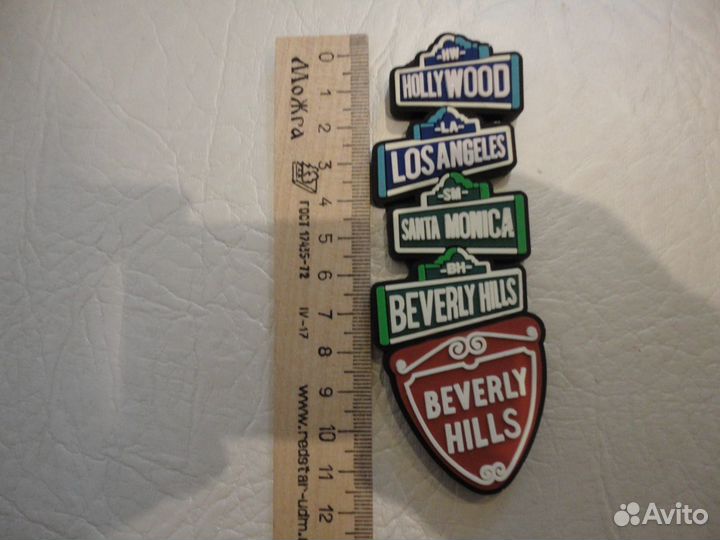 МоЖга
ГОСТ 17435-72
IV-17
www.redstar-udm.
0
1
2
3
4
5
6
7
8
9
10
11
12
-HW-
HOLLYWOOD
-LA-
LOS ANGELES
-SM-
SANTA MONICA
-BH-
BEVERLY HILLS
BEVERLY
HILLS
Avito